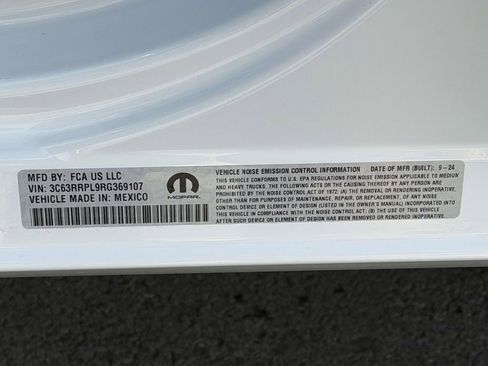 MFD BY: FCA US LLC
VIN: 3C63RRPL9RG369107
VEHICLE MADE IN: MEXICO
MOPAR
VEHICLE NOISE EMISSION CONTROL INFORMATION DATE OF MFR (BUILT): 9-24
THIS VEHICLE CONFORMS TO U.S. EPA REGULATIONS FOR NOISE EMISSION APPLICABLE TO MEDIUM
AND HEAVY TRUCKS. THE FOLLOWING ACTS OR THE CAUSING THEREOF BY ANY PERSON ARE
PROHIBITED BY THE NOISE CONTROL ACT OF 1972: (A) THE REMOVAL OR RENDERING INOPERATIVE,
OTHER THAN FOR PURPOSES OF MAINTENANCE, REPAIR, OR REPLACEMENT, OF ANY NOISE
CONTROL DEVICE OR ELEMENT OF DESIGN (LISTED IN THE OWNER'S MANUAL) INCORPORATED INTO
THIS VEHICLE IN COMPLIANCE WITH THE NOISE CONTROL ACT; (B) THE USE OF THIS VEHICLE
AFTER SUCH DEVICE OR ELEMENT OF DESIGN HAS BEEN REMOVED OR RENDERED INOPERATIVE.